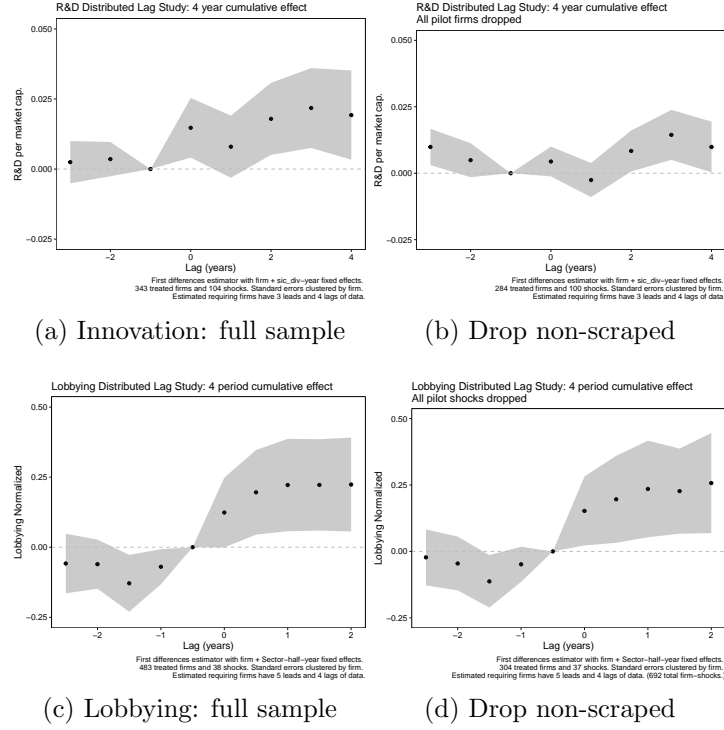 R&D Distributed Lag Study: 4 year cumulative effect
0.050
0.025
0.000
−0.025
R&D per market cap.
−2
0
2
4
Lag (years)
First differences estimator with firm + sic_div−year fixed effects.
343 treated firms and 104 shocks. Standard errors clustered by firm.
Estimated requiring firms have 3 leads and 4 lags of data.
(a) Innovation: full sample
R&D Distributed Lag Study: 4 year cumulative effect
All pilot firms dropped
0.050
0.025
0.000
−0.025
R&D per market cap.
−2
0
2
4
Lag (years)
First differences estimator with firm + sic_div−year fixed effects.
284 treated firms and 100 shocks. Standard errors clustered by firm.
Estimated requiring firms have 3 leads and 4 lags of data.
(b) Drop non-scraped
Lobbying Distributed Lag Study: 4 period cumulative effect
0.50
0.25
0.00
−0.25
Lobbying Normalized
−2
−1
0
1
2
Lag (years)
First differences estimator with firm + Sector−half−year fixed effects.
483 treated firms and 38 shocks. Standard errors clustered by firm.
Estimated requiring firms have 5 leads and 4 lags of data.
(c) Lobbying: full sample
Lobbying Distributed Lag Study: 4 period cumulative effect
All pilot shocks dropped
0.50
0.25
0.00
−0.25
Lobbying Normalized
−2
−1
0
1
2
Lag (years)
First differences estimator with firm + Sector−half−year fixed effects.
304 treated firms and 37 shocks. Standard errors clustered by firm.
Estimated requiring firms have 5 leads and 4 lags of data. (692 total firm−shocks.)
(d) Drop non-scraped